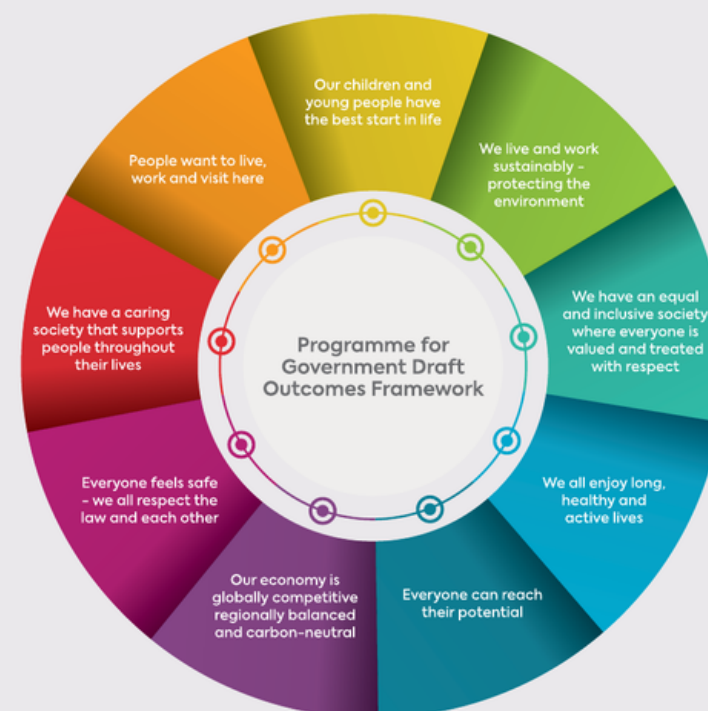 Our children and
young people have
the best start in life
We live and work
sustainably -
protecting the
environment
We have an equal
and inclusive society
where everyone is
valued and treated
with respect
We all enjoy long,
healthy and
active lives
Everyone can reach
their potential
Our economy is
globally competitive
regionally balanced
and carbon-neutral
Everyone feels safe
- we all respect the
law and each other
We have a caring
society that supports
people throughout
their lives
People want to live,
work and visit here
Programme for
Government Draft
Outcomes Framework